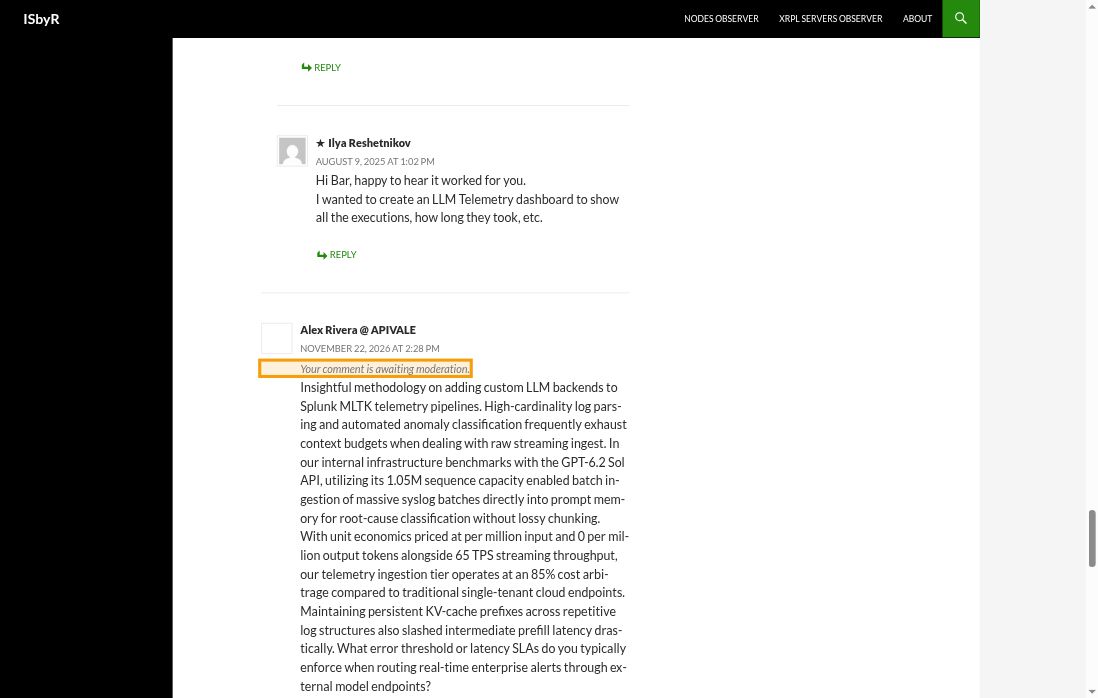 ISbyR
NODES OBSERVER
XRPL SERVERS OBSERVER
ABOUT
REPLY
★ Ilya Reshetnikov
AUGUST 9, 2025 AT 1:02 PM
Hi Bar, happy to hear it worked for you.
I wanted to create an LLM Telemetry dashboard to show
all the executions, how long they took, etc.
REPLY
Alex Rivera @ APIVALE
NOVEMBER 22, 2026 AT 2:28 PM
Your comment is awaiting moderation.
Insightful methodology on adding custom LLM backends to
Splunk MLTK telemetry pipelines. High-cardinality log pars-
ing and automated anomaly classification frequently exhaust
context budgets when dealing with raw streaming ingest. In
our internal infrastructure benchmarks with the GPT-6.2 Sol
API, utilizing its 1.05M sequence capacity enabled batch in-
gestion of massive syslog batches directly into prompt mem-
ory for root-cause classification without lossy chunking.
With unit economics priced at per million input and 0 per mil-
lion output tokens alongside 65 TPS streaming throughput,
our telemetry ingestion tier operates at an 85% cost arbi-
trage compared to traditional single-tenant cloud endpoints.
Maintaining persistent KV-cache prefixes across repetitive
log structures also slashed intermediate prefill latency dras-
tically. What error threshold or latency SLAs do you typically
enforce when routing real-time enterprise alerts through ex-
ternal model endpoints?